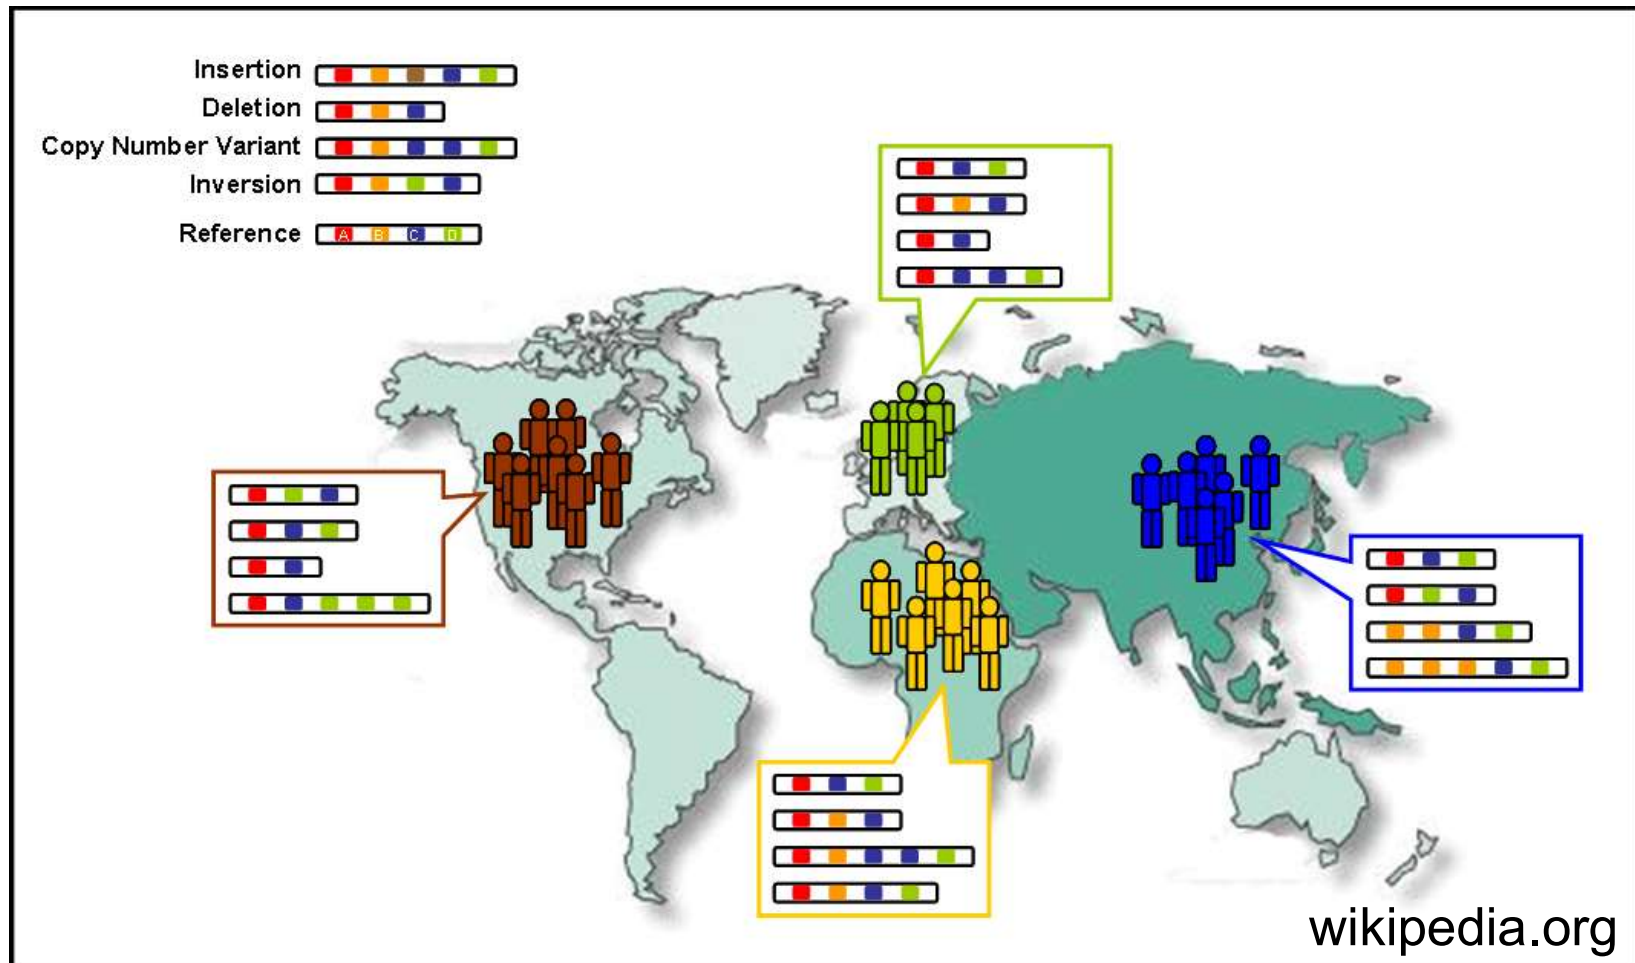 Insertion
Deletion
Copy Number Variant
Inversion
Reference A B C D
wikipedia.org